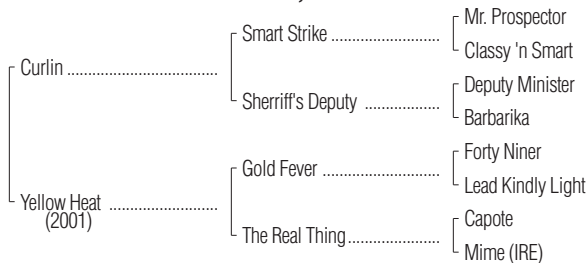 Mr. Prospector
Smart Strike ..........................
Classy 'n Smart
Curlin ....................................
Deputy Minister
Sherriff's Deputy ..................
Barbarika
Forty Niner
Gold Fever ............................
Lead Kindly Light
Yellow Heat ..........................
(2001)
Capote
The Real Thing.....................
Mime (IRE)